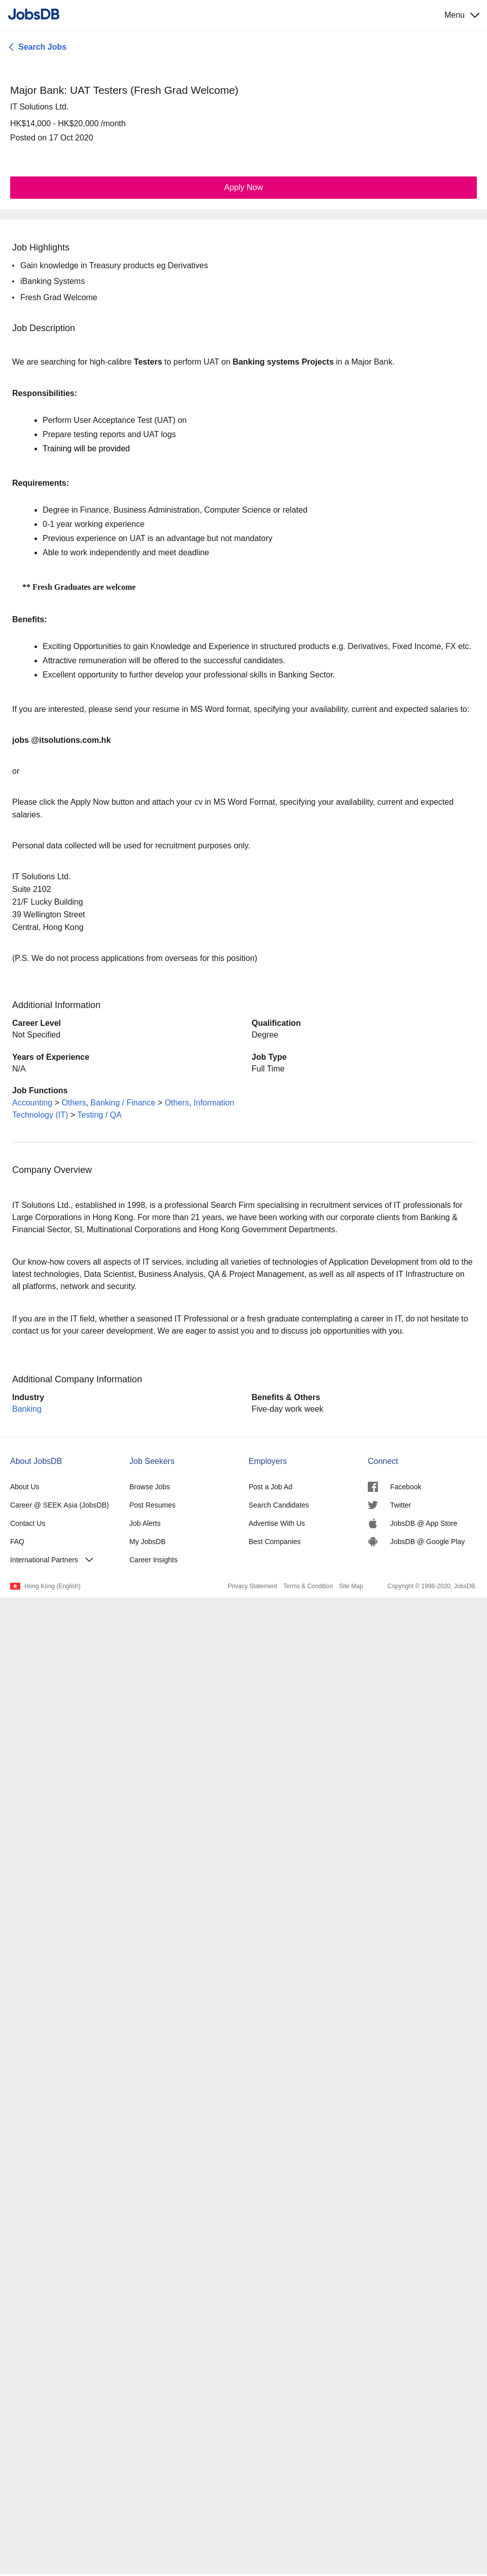 JobsDB
Menu
Search Jobs
Major Bank: UAT Testers (Fresh Grad Welcome)
IT Solutions Ltd.
HK$14,000 - HK$20,000 /month
Posted on 17 Oct 2020
Apply Now
Job Highlights
• Gain knowledge in Treasury products eg Derivatives
• iBanking Systems
• Fresh Grad Welcome
Job Description
We are searching for high-calibre Testers to perform UAT on Banking systems Projects in a Major Bank.
Responsibilities:
• Perform User Acceptance Test (UAT) on
• Prepare testing reports and UAT logs
• Training will be provided
Requirements:
• Degree in Finance, Business Administration, Computer Science or related
• 0-1 year working experience
• Previous experience on UAT is an advantage but not mandatory
• Able to work independently and meet deadline
** Fresh Graduates are welcome
Benefits:
• Exciting Opportunities to gain Knowledge and Experience in structured products e.g. Derivatives, Fixed Income, FX etc.
• Attractive remuneration will be offered to the successful candidates.
• Excellent opportunity to further develop your professional skills in Banking Sector.
If you are interested, please send your resume in MS Word format, specifying your availability, current and expected salaries to:
jobs @itsolutions.com.hk
or
Please click the Apply Now button and attach your cv in MS Word Format, specifying your availability, current and expected
salaries.
Personal data collected will be used for recruitment purposes only.
IT Solutions Ltd.
Suite 2102
21/F Lucky Building
39 Wellington Street
Central, Hong Kong
(P.S. We do not process applications from overseas for this position)
Additional Information
Career Level
Not Specified
Qualification
Degree
Years of Experience
N/A
Job Type
Full Time
Job Functions
Accounting > Others, Banking / Finance > Others, Information
Technology (IT) > Testing / QA
Company Overview
IT Solutions Ltd., established in 1998, is a professional Search Firm specialising in recruitment services of IT professionals for
Large Corporations in Hong Kong. For more than 21 years, we have been working with our corporate clients from Banking &
Financial Sector, SI, Multinational Corporations and Hong Kong Government Departments.
Our know-how covers all aspects of IT services, including all varieties of technologies of Application Development from old to the
latest technologies, Data Scientist, Business Analysis, QA & Project Management, as well as all aspects of IT Infrastructure on
all platforms, network and security.
If you are in the IT field, whether a seasoned IT Professional or a fresh graduate contemplating a career in IT, do not hesitate to
contact us for your career development. We are eager to assist you and to discuss job opportunities with you.
Additional Company Information
Industry
Banking
Benefits & Others
Five-day work week
About JobsDB
About Us
Career @ SEEK Asia (JobsDB)
Contact Us
FAQ
International Partners
Job Seekers
Browse Jobs
Post Resumes
Job Alerts
My JobsDB
Career Insights
Employers
Post a Job Ad
Search Candidates
Advertise With Us
Best Companies
Connect
Facebook
Twitter
JobsDB @ App Store
JobsDB @ Google Play
Hong Kong (English)
Privacy Statement Terms & Condition Site Map
Copyright © 1998-2020, JobsDB.